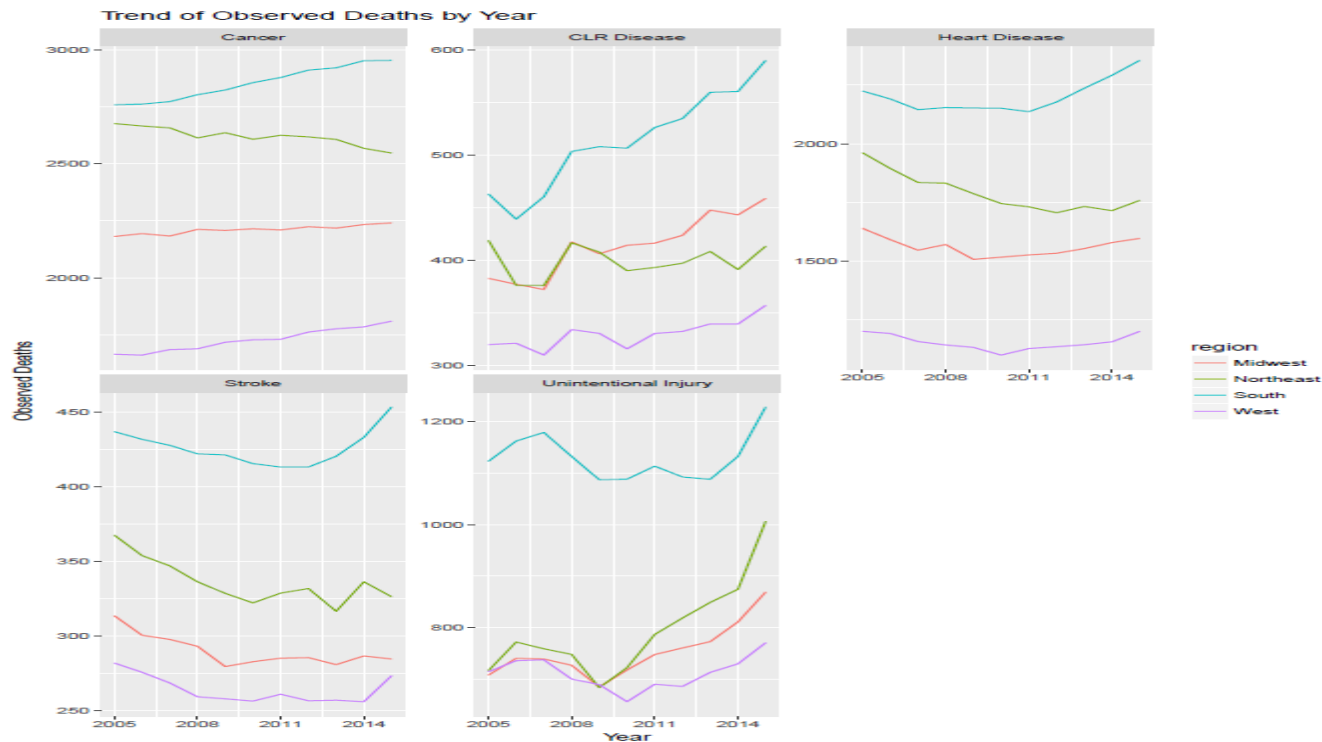 Trend of Observed Deaths by Year
Cancer
CLR Disease
Heart Disease
3000
2500
2000
600
500
400
300
2000
1500
2005 2008 2011 2014
region
Midwest
Northeast
South
West
Observed Deaths
Stroke
Unintentional Injury
450
400
350
300
250
1200
1000
800
2005 2008 2011 2014
2005 2008 2011 2014
Year